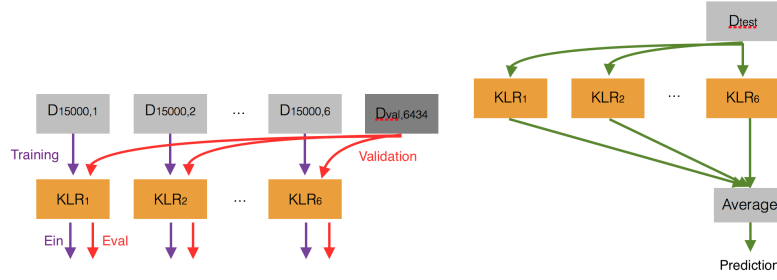 D15000,1
D15000,2
...
D15000,6
Dval,6434
Training
Validation
KLR1
KLR2
...
KLR6
Ein
Eval
Dtest
KLR1
KLR2
...
KLR6
Average
Prediction